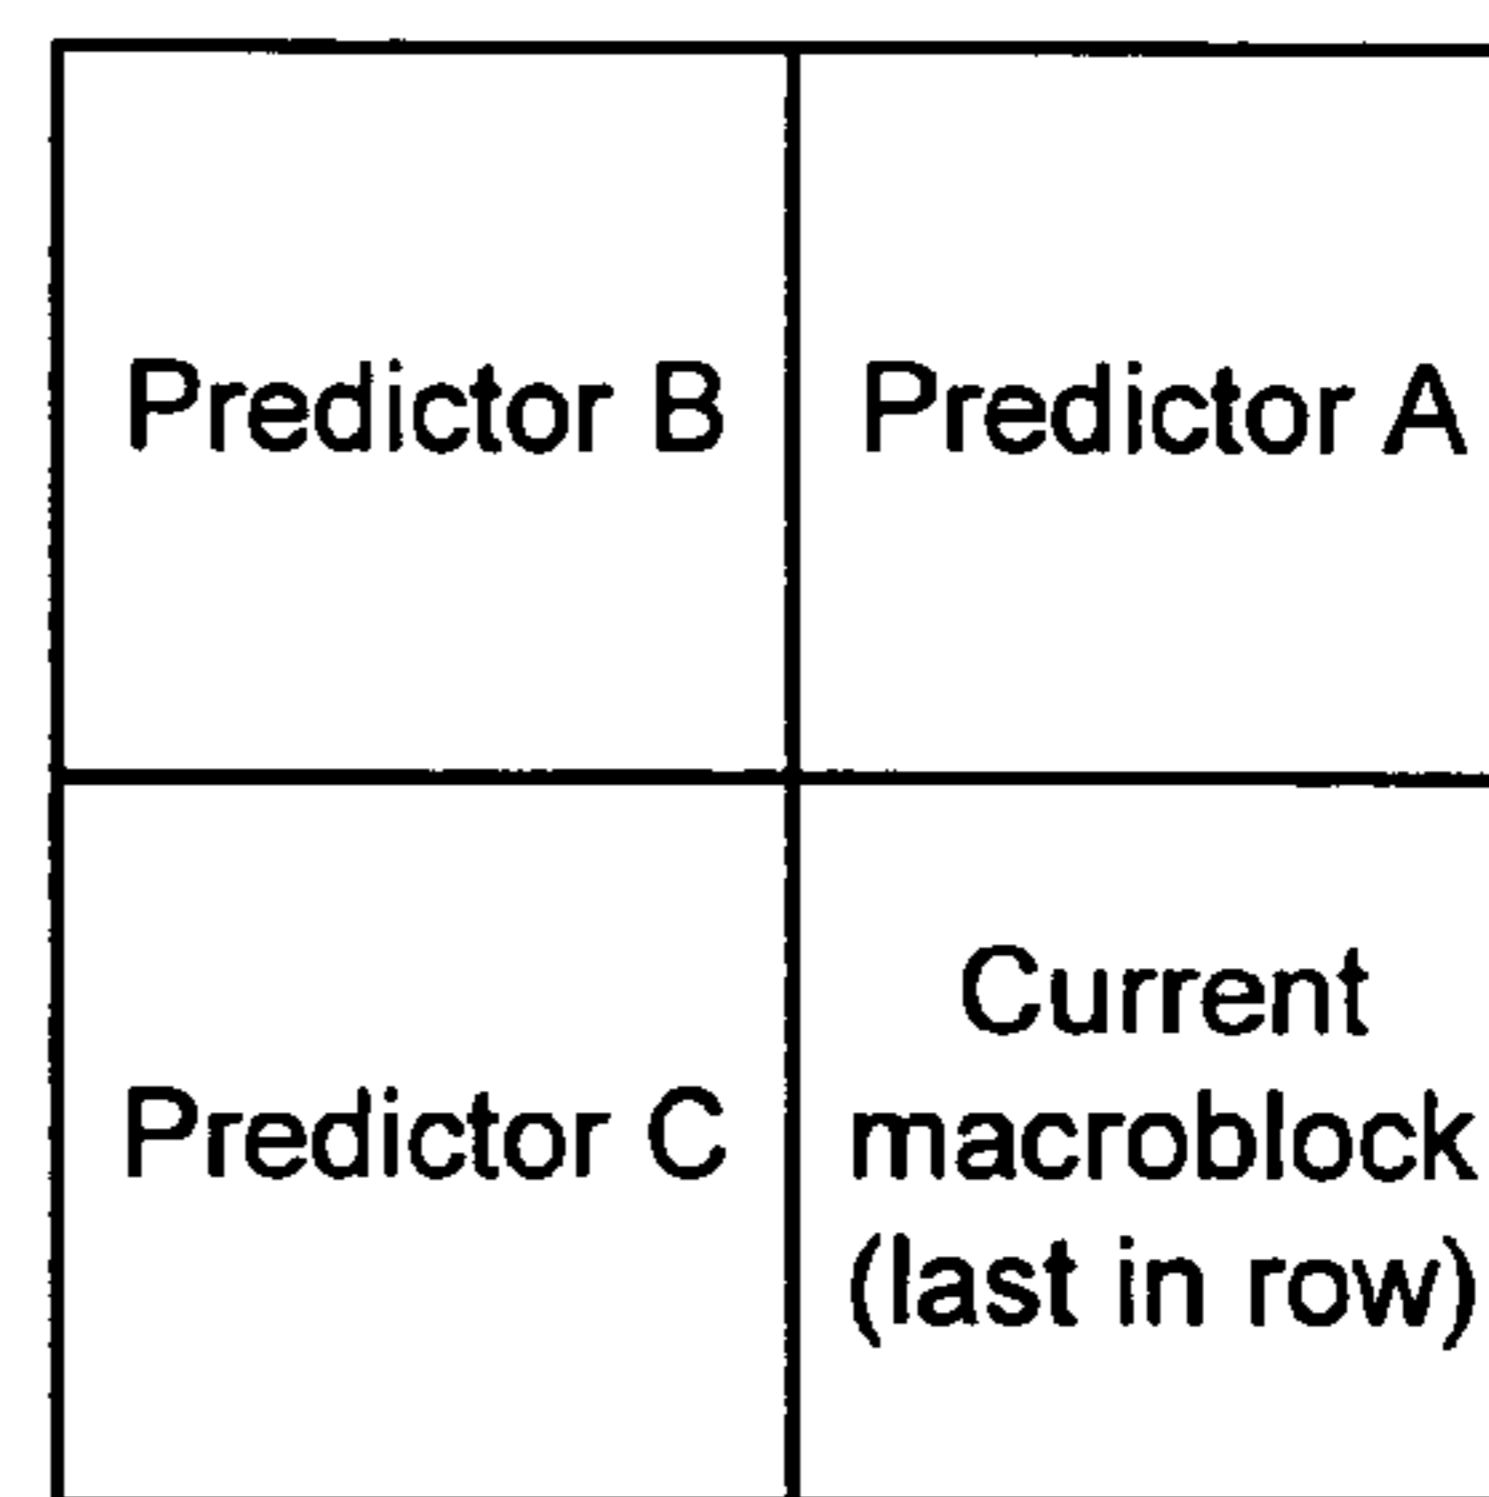 Predictor B
Predictor A
Predictor C
Current
macroblock
(last in row)